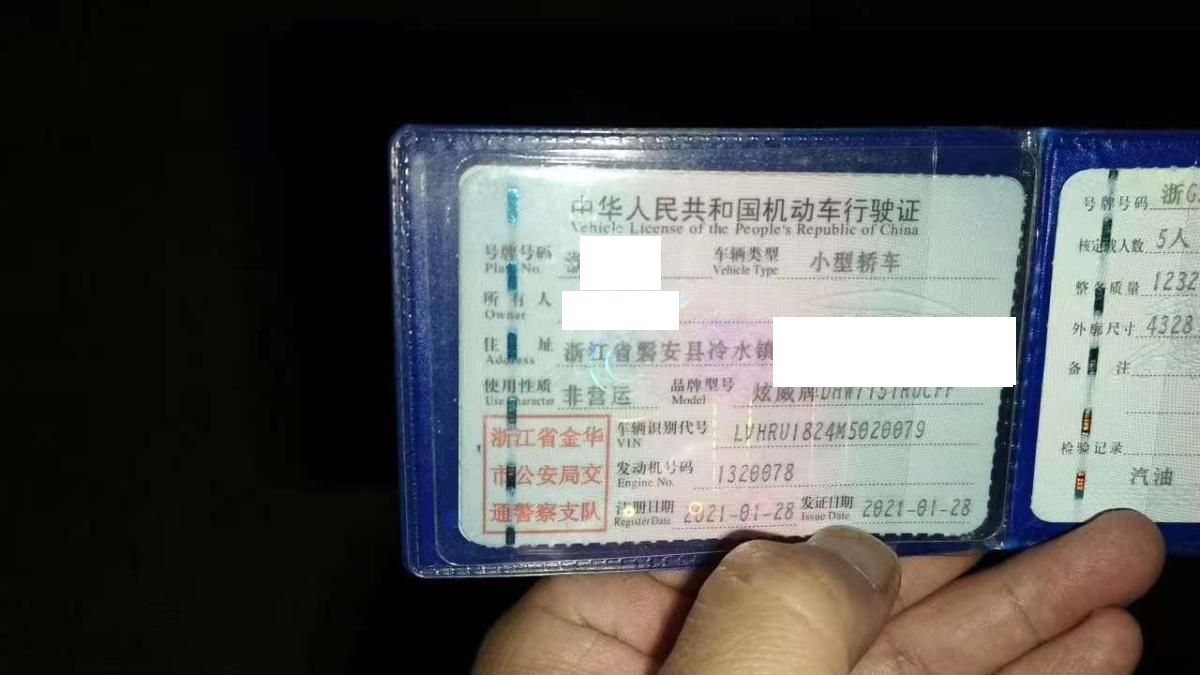 中华人民共和国机动车行驶证
Vehicle License of the People's Republic of China
号牌号码
Plate No.
车辆类型 小型轿车
Vehicle Type
所有人
Owner
住址 浙江省磐安县冷水镇
Address
使用性质 非营运
Use Character
品牌型号 炫威牌
Model
浙江省金华
市公安局交
通警察支队
车辆识别代号 LVHRU1824M5020079
VIN
发动机号码 1320078
Engine No.
注册日期 2021-01-28
Register Date
发证日期 2021-01-28
Issue Date
号牌号码 浙G
核定载人数 5人
整备质量 1232
外廓尺寸 4328
备注
检验记录
汽油